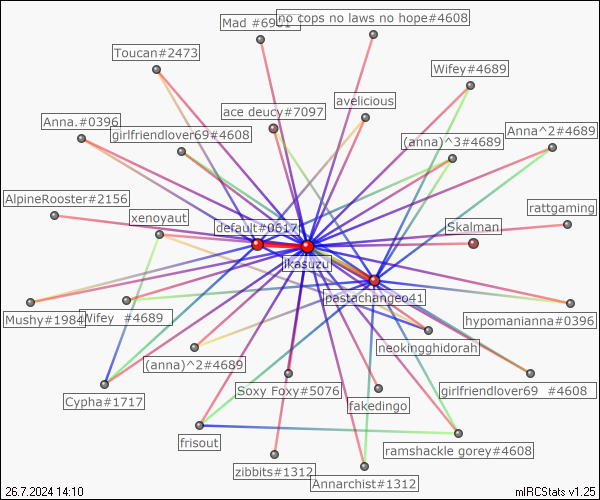 Mad #6901
no cops no laws no hope#4608
Toucan#2473
Wifey#4689
avelicious
ace deucy#7097
Anna.#0396
girlfriendlover69#4608
(anna)^3#4689
Anna^2#4689
AlpineRooster#2156
xenoyaut
default#0617
Skalman
rattgaming
ikasuzu
pastachangeo41
Mushy#1984
Wifey #4689
hypomanianna#0396
neokingghidorah
(anna)^2#4689
Soxy Foxy#5076
girlfriendlover69 #4608
Cypha#1717
fakedingo
frisout
ramshackle gorey#4608
zibbits#1312
Annarchist#1312
26.7.2024 14:10
mIRCStats v1.25